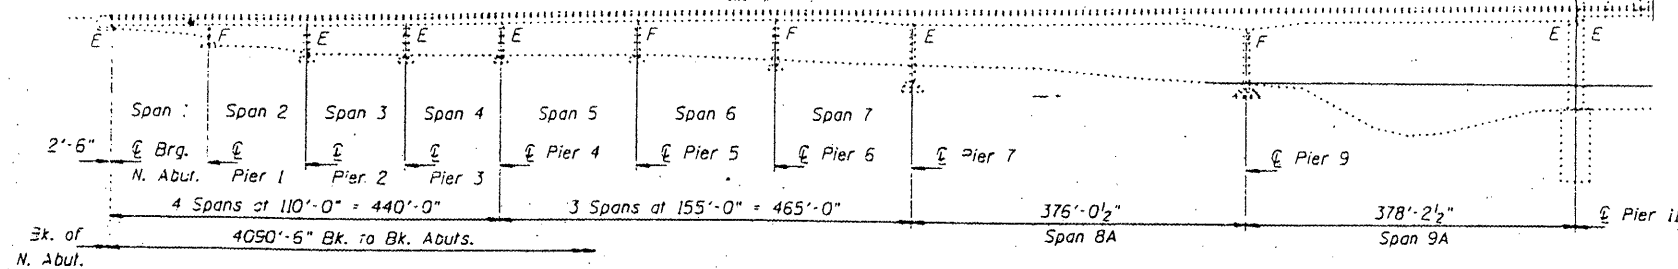 E F E E E F F E F E E
Span Span 2 Span 3 Span 4 Span 5 Span 6 Span 7
2'-6" ℄ Brg. ℄ ℄ ℄ ℄ Pier 4 ℄ Pier 5 ℄ Pier 6 ℄ Pier 7 ℄ Pier 9
N. Abut. Pier 1 Pier 2 Pier 3
4 Spans at 110'-0" = 440'-0" 3 Spans at 155'-0" = 465'-0" 376'-0½" 378'-2½" ℄ Pier 11
Bk. of 4090'-6" Bk. to Bk. Abuts. Span 8A Span 9A
N. Abut.